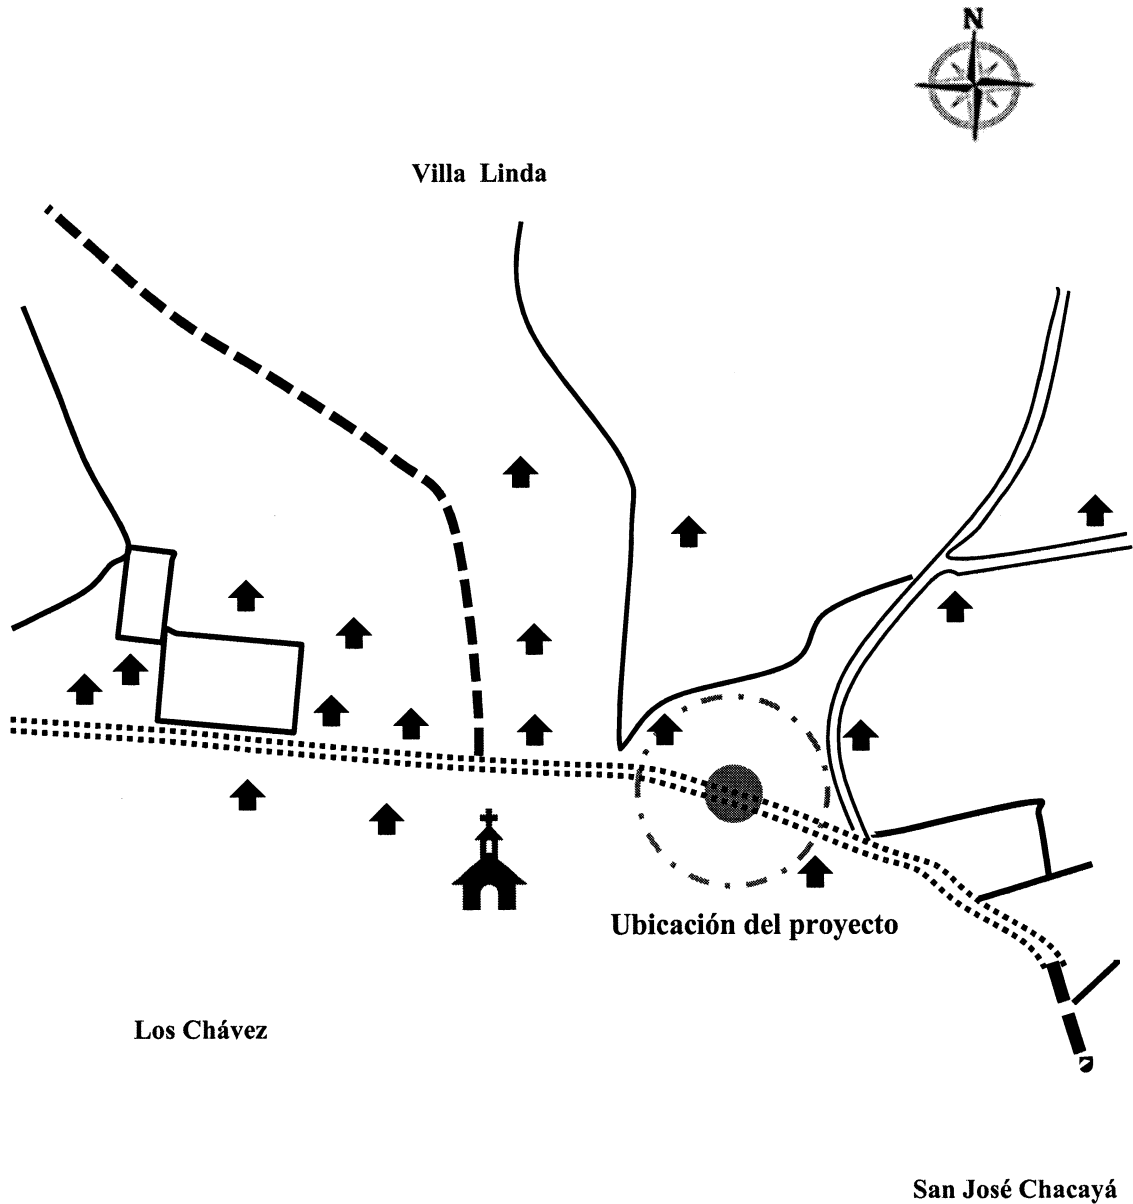 N
Villa Linda
Ubicación del proyecto
Los Chávez
San José Chacayá